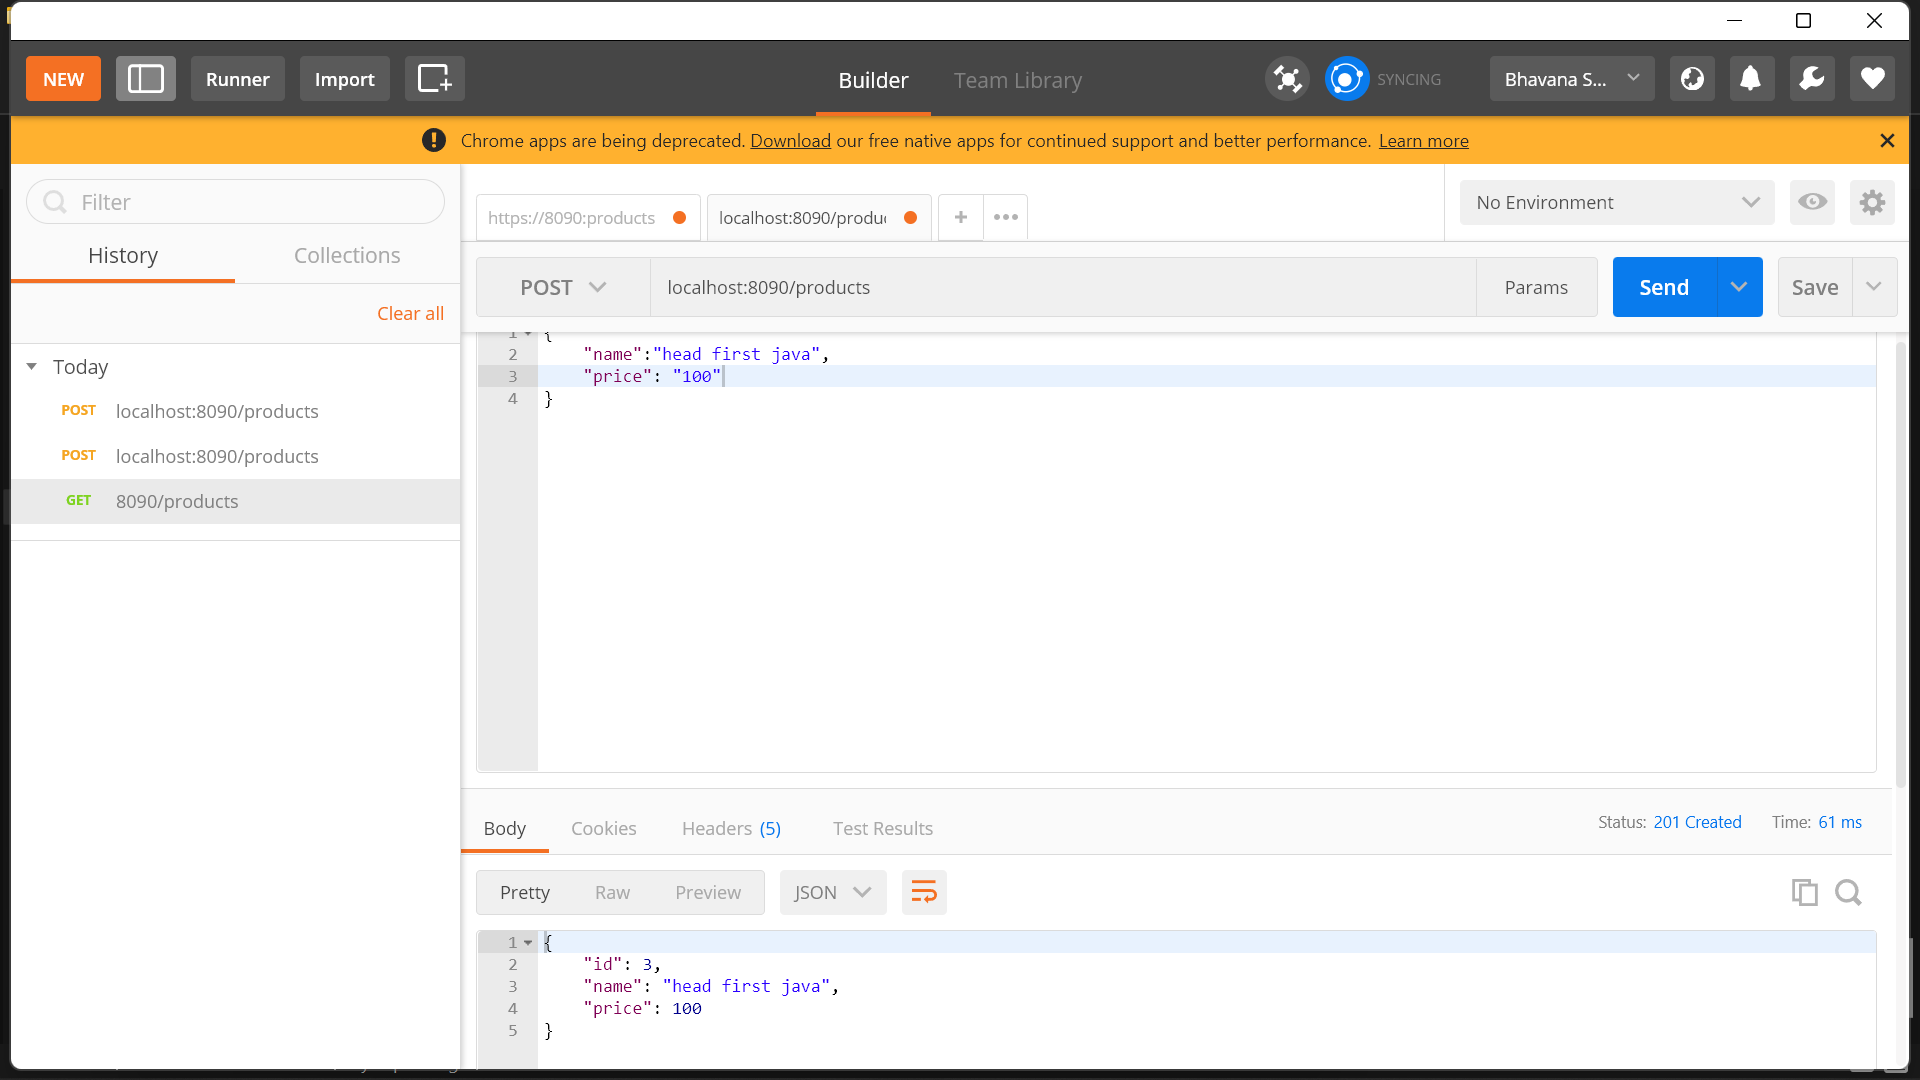 NEW
Runner
Import
Builder
Team Library
SYNCING
Bhavana S...
Chrome apps are being deprecated. Download our free native apps for continued support and better performance. Learn more
Filter
History
Collections
Clear all
Today
POST localhost:8090/products
POST localhost:8090/products
GET 8090/products
https://8090:products
localhost:8090/produc
No Environment
POST
localhost:8090/products
Params
Send
Save
1 {
2 "name":"head first java",
3 "price": "100"
4 }
Body
Cookies
Headers (5)
Test Results
Status: 201 Created
Time: 61 ms
Pretty
Raw
Preview
JSON
1 {
2 "id": 3,
3 "name": "head first java",
4 "price": 100
5 }